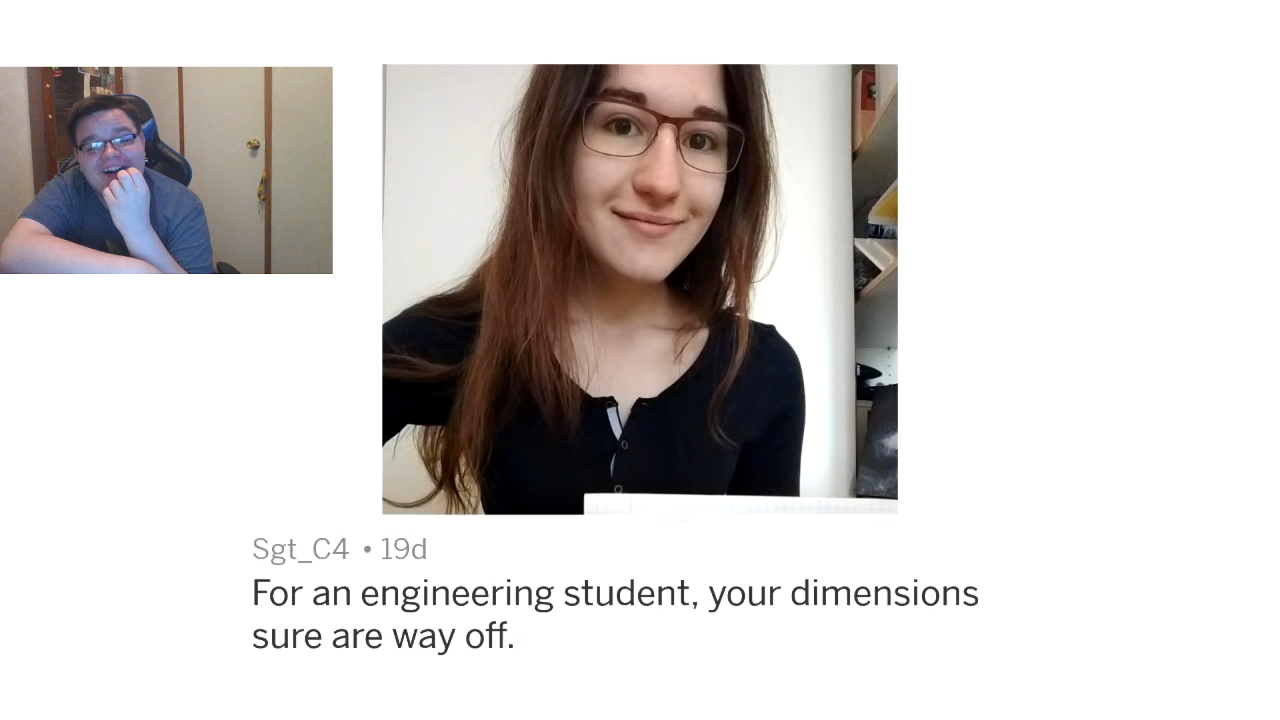 Sgt_C4 • 19d
For an engineering student, your dimensions
sure are way off.